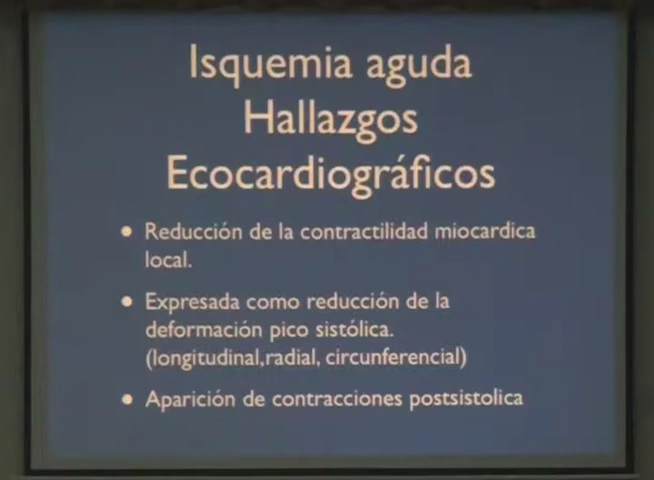 Isquemia aguda
Hallazgos
Ecocardiográficos
• Reducción de la contractilidad miocardica
local.
• Expresada como reducción de la
deformación pico sistólica.
(longitudinal,radial, circunferencial)
• Aparición de contracciones postsistolica